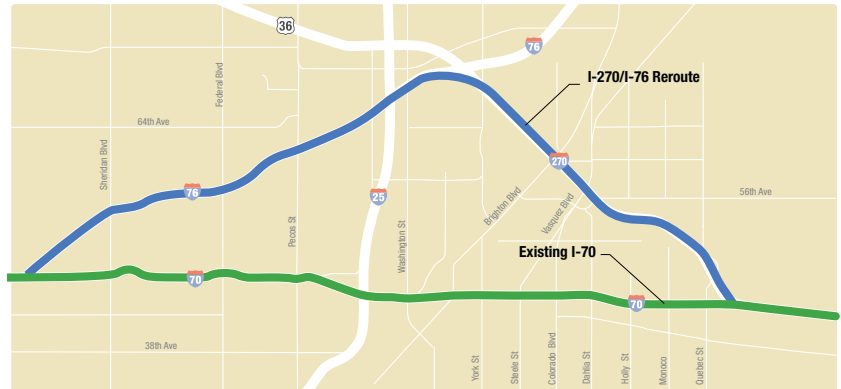 36
76
I-270/I-76 Reroute
Federal Blvd
64th Ave
Sheridan Blvd
270
76
25
56th Ave
Brighton Blvd
Vasquez Blvd
Pecos St
Washington St
Existing I-70
70
70
38th Ave
York St
Steele St
Colorado Blvd
Dahlia St
Holly St
Monoco
Quebec St